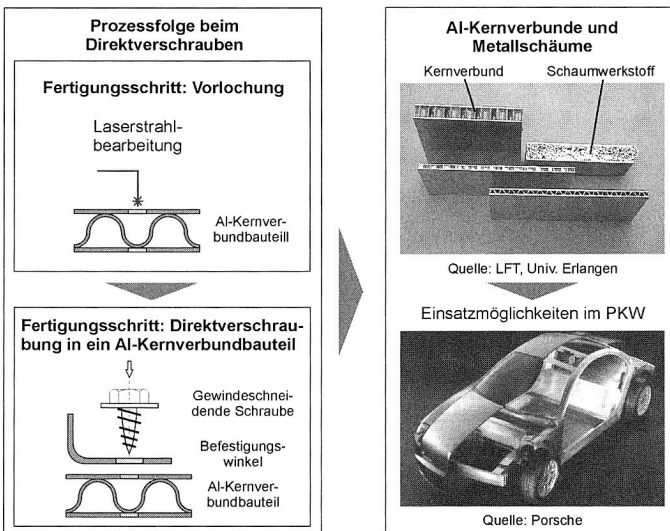 Prozessfolge beim
Direktverschrauben
Fertigungsschritt: Vorlochung
Laserstrahl-
bearbeitung
Al-Kernver-
bundbauteill
Fertigungsschritt: Direktverschrau-
bung in ein Al-Kernverbundbauteil
Gewindeschnei-
dende Schraube
Befestigungs-
winkel
Al-Kernver-
bundbauteil
Al-Kernverbunde und
Metallschäume
Kernverbund
Schaumwerkstoff
Quelle: LFT, Univ. Erlangen
Einsatzmöglichkeiten im PKW
Quelle: Porsche